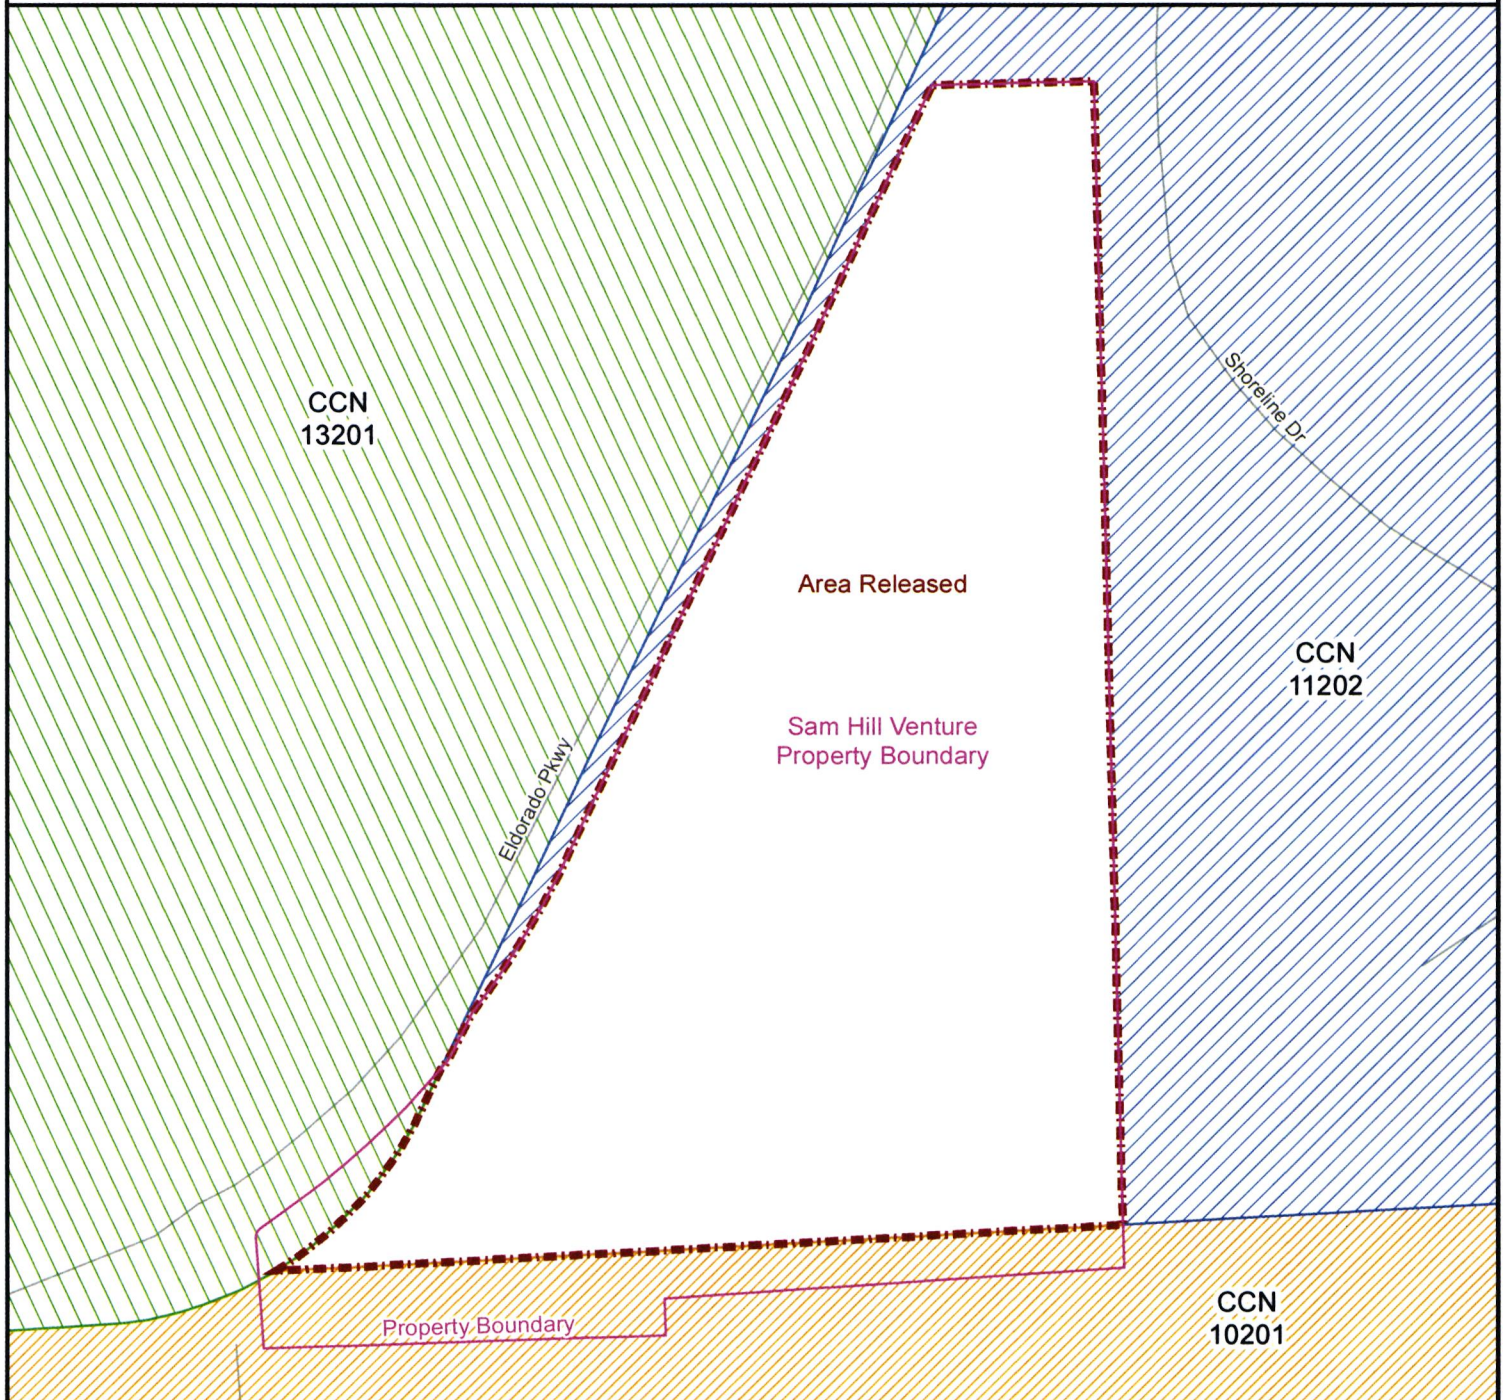 CCN
13201
Shoreline Dr
Area Released
CCN
11202
Sam Hill Venture
Property Boundary
Eldorado Pkwy
CCN
10201
Property Boundary